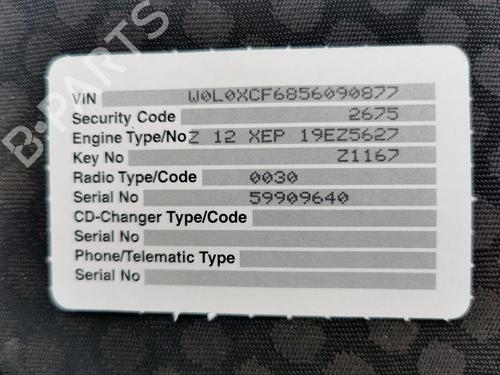 B-PARTS
VIN W0L0XCF6856090877
Security Code 2675
Engine Type/No Z 12 XEP 19EZ5627
Key No Z1167
Radio Type/Code 0030
Serial No 59909640
CD-Changer Type/Code
Serial No
Phone/Telematic Type
Serial No